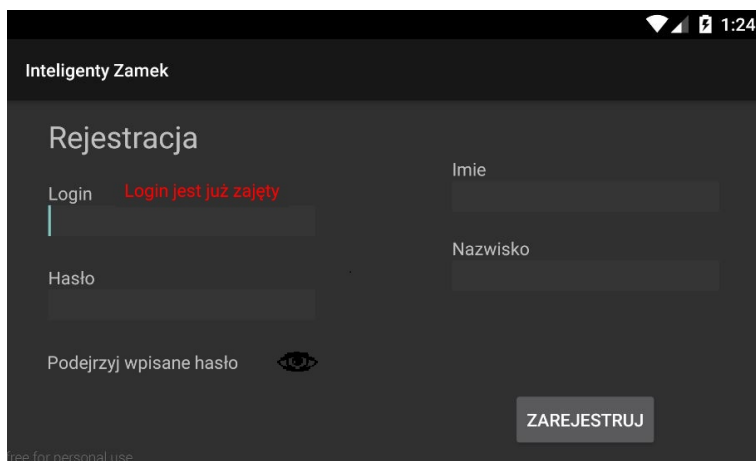 1:24
Inteligenty Zamek
Rejestracja
Login
Login jest już zajęty
Hasło
Podejrzyj wpisane hasło
Imie
Nazwisko
ZAREJESTRUJ
free for personal use